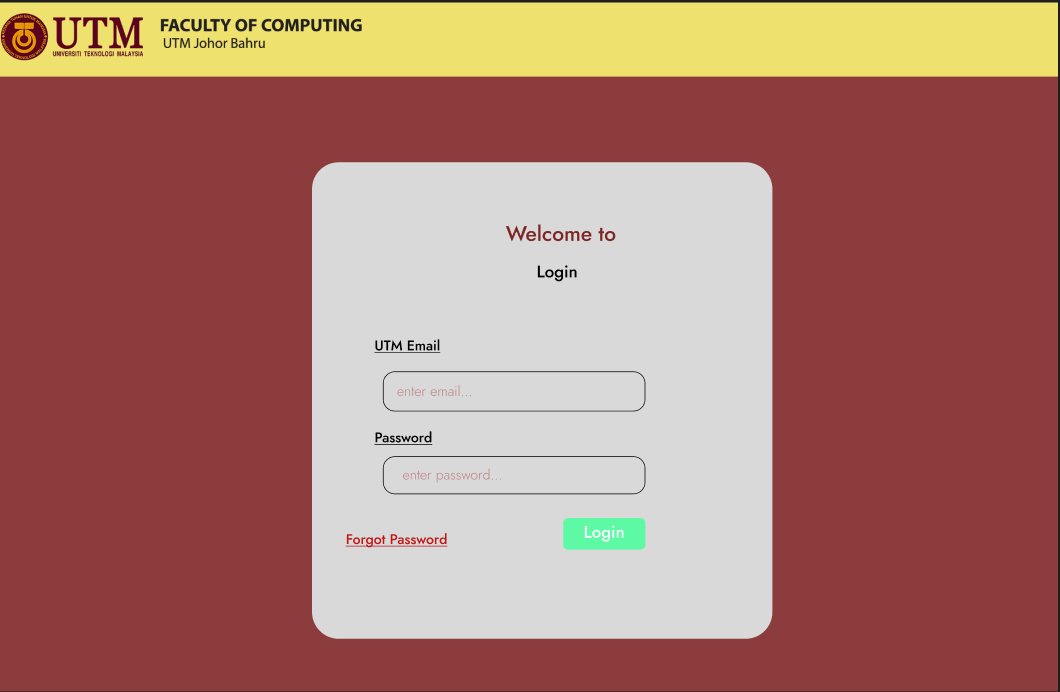 UTM
UNIVERSITI TEKNOLOGI MALAYSIA
FACULTY OF COMPUTING
UTM Johor Bahru
Welcome to
Login
UTM Email
enter email...
Password
enter password...
Forgot Password
Login